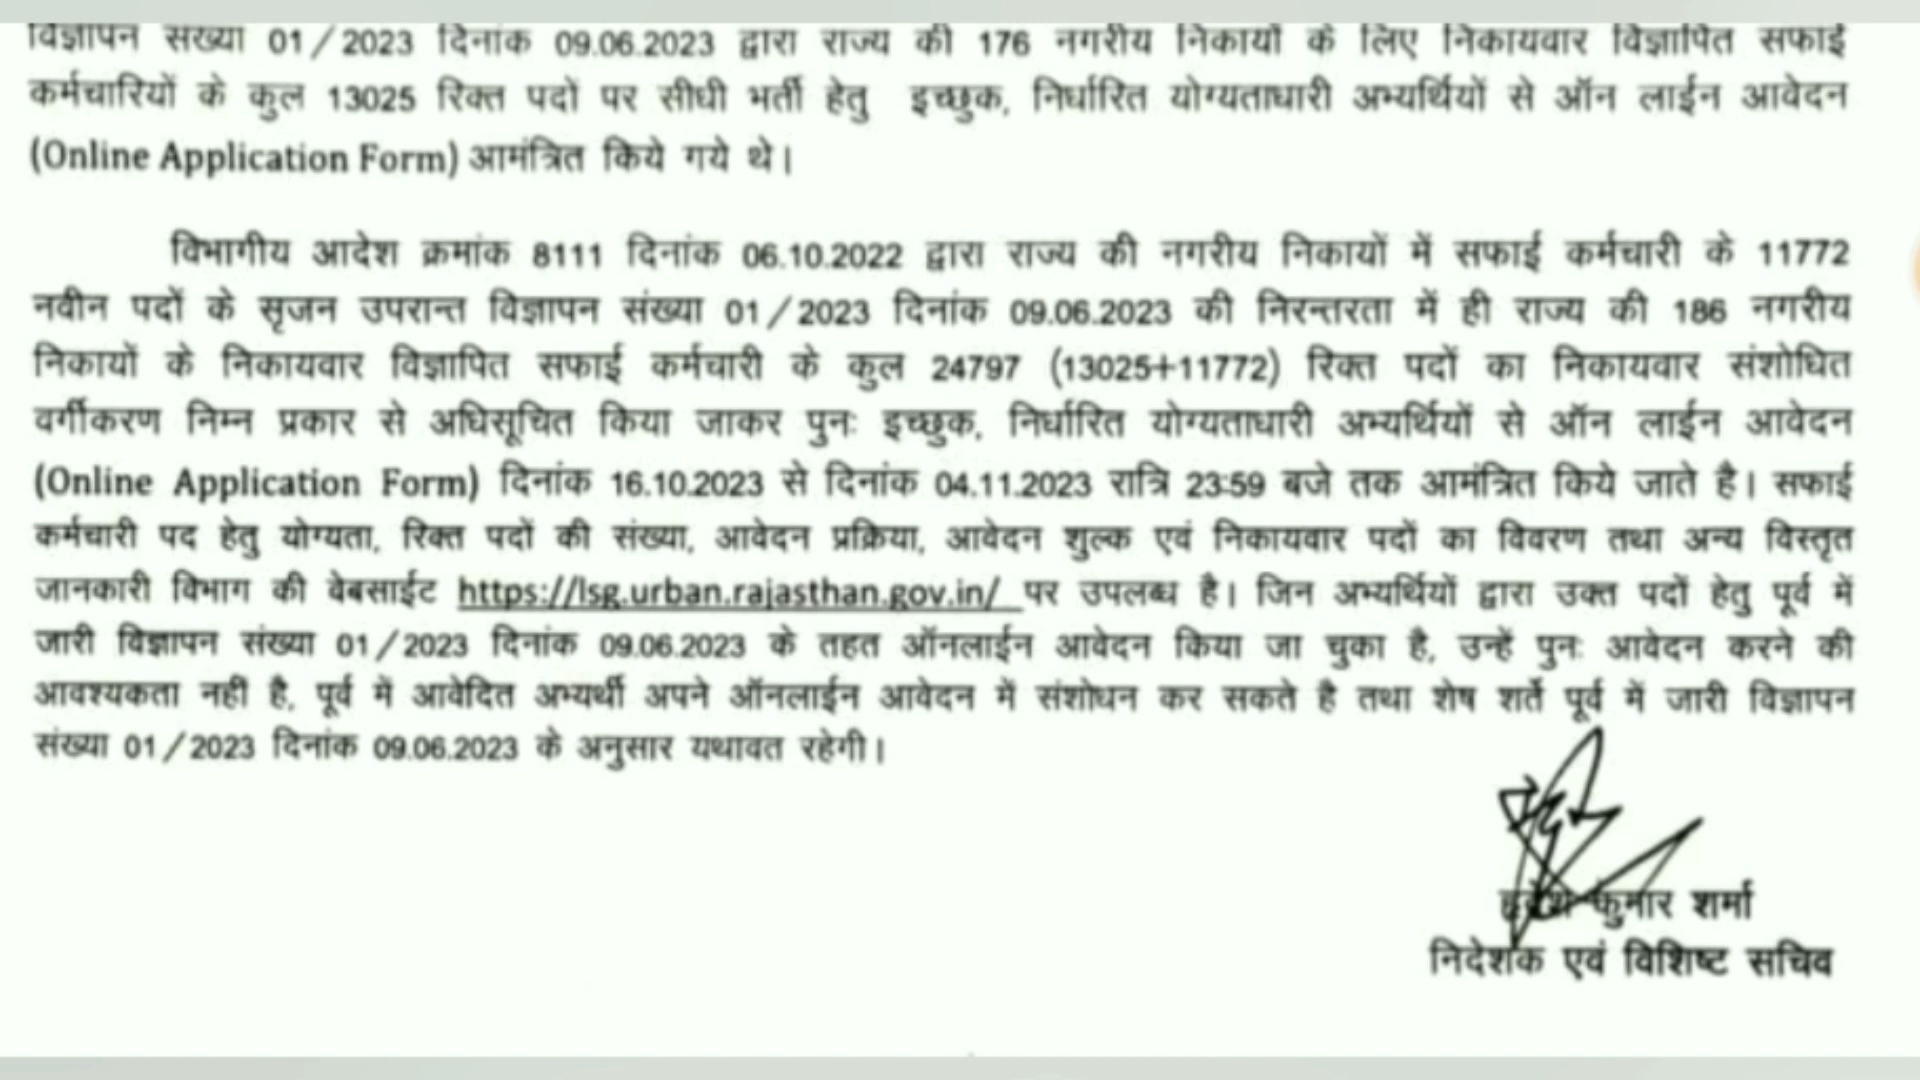 विज्ञापन संख्या 01/2023 दिनांक 09.06.2023 द्वारा राज्य की 176 नगरीय निकायों के लिए निकायवार विज्ञापित सफाई
कर्मचारियों के कुल 13025 रिक्त पदों पर सीधी भर्ती हेतु इच्छुक, निर्धारित योग्यताधारी अभ्यर्थियों से ऑन लाईन आवेदन
(Online Application Form) आमंत्रित किये गये थे।
विभागीय आदेश क्रमांक 8111 दिनांक 06.10.2022 द्वारा राज्य की नगरीय निकायों में सफाई कर्मचारी के 11772
नवीन पदों के सृजन उपरान्त विज्ञापन संख्या 01/2023 दिनांक 09.06.2023 की निरन्तरता में ही राज्य की 186 नगरीय
निकायों के निकायवार विज्ञापित सफाई कर्मचारी के कुल 24797 (13025+11772) रिक्त पदों का निकायवार संशोधित
वर्गीकरण निम्न प्रकार से अधिसूचित किया जाकर पुनः इच्छुक, निर्धारित योग्यताधारी अभ्यर्थियों से ऑन लाईन आवेदन
(Online Application Form) दिनांक 16.10.2023 से दिनांक 04.11.2023 रात्रि 23:59 बजे तक आमंत्रित किये जाते है। सफाई
कर्मचारी पद हेतु योग्यता, रिक्त पदों की संख्या, आवेदन प्रक्रिया, आवेदन शुल्क एवं निकायवार पदों का विवरण तथा अन्य विस्तृत
जानकारी विभाग की वेबसाईट https://lsg.urban.rajasthan.gov.in/ पर उपलब्ध है। जिन अभ्यर्थियों द्वारा उक्त पदों हेतु पूर्व में
जारी विज्ञापन संख्या 01/2023 दिनांक 09.06.2023 के तहत ऑनलाईन आवेदन किया जा चुका है, उन्हें पुनः आवेदन करने की
आवश्यकता नही है, पूर्व में आवेदित अभ्यर्थी अपने ऑनलाईन आवेदन में संशोधन कर सकते है तथा शेष शर्ते पूर्व में जारी विज्ञापन
संख्या 01/2023 दिनांक 09.06.2023 के अनुसार यथावत रहेगी।
कुमार शर्मा
निदेशक एवं विशिष्ट सचिव